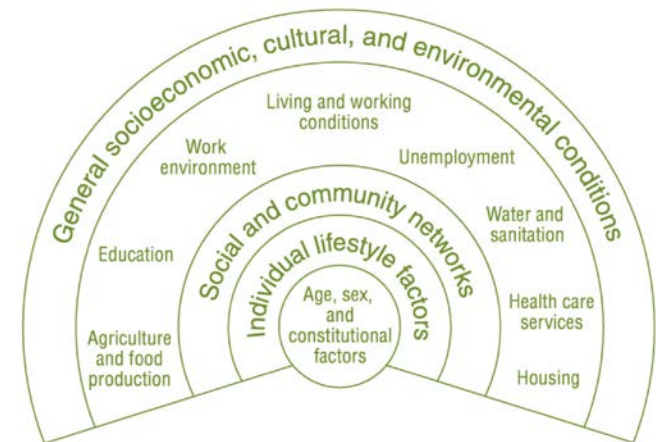 General socioeconomic, cultural, and environmental conditions
Living and working
conditions
Work
environment
Unemployment
Education
Water and
sanitation
Agriculture
and food
production
Health care
services
Housing
Social and community networks
Individual lifestyle factors
Age, sex,
and
constitutional
factors